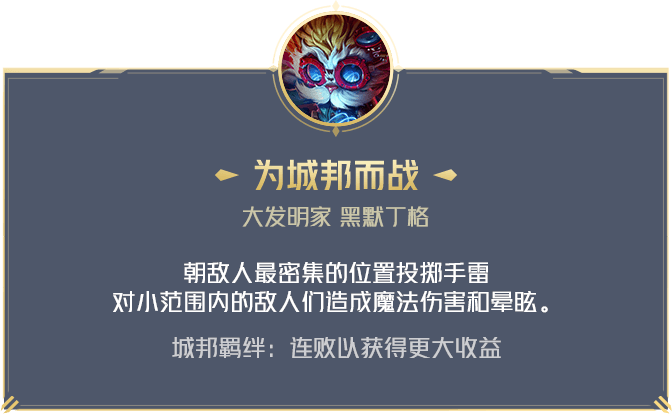 为城邦而战
大发明家 黑默丁格
朝敌人最密集的位置投掷手雷
对小范围内的敌人们造成魔法伤害和晕眩。
城邦羁绊：连败以获得更大收益